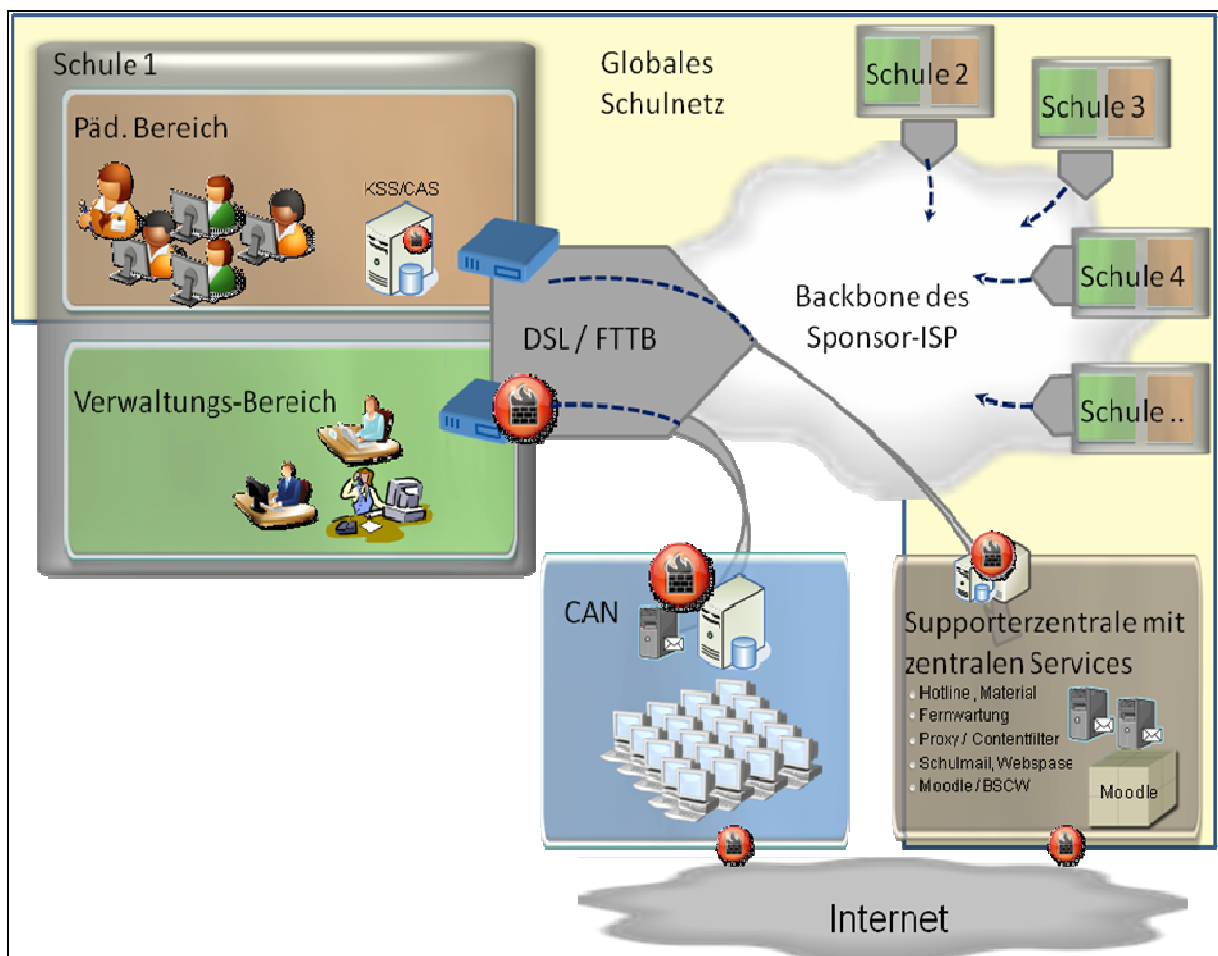 Schule 1
Päd. Bereich
KSS/CAS
Verwaltungs-Bereich
DSL / FTTB
Globales
Schulnetz
Schule 2
Schule 3
Schule 4
Schule ..
Backbone des
Sponsor-ISP
CAN
Supporterzentrale mit
zentralen Services
• Hotline, Material
• Fernwartung
• Proxy / Contentfilter
• Schulmail, Webspase
• Moodle / BSCW
Moodle
Internet